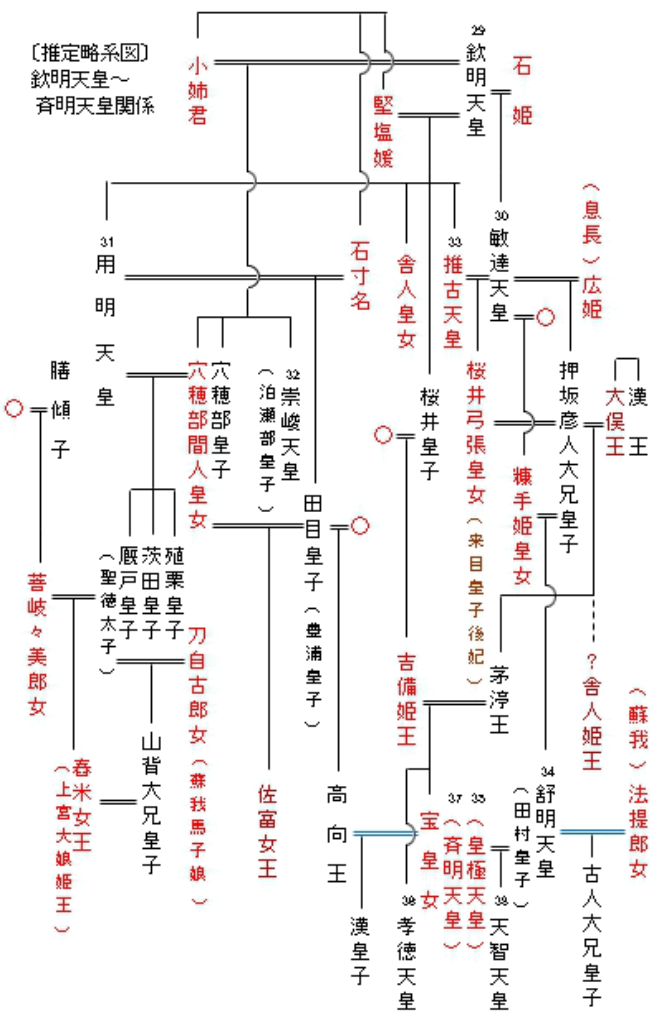 〔推定略系図〕
欽明天皇〜
斉明天皇関係
小姉君
堅塩媛
29
欽明天皇
石姫
31
用明天皇
石寸名
舎人皇女
33
推古天皇
30
敏達天皇
（息長）広姫
膳傾子
穴穂部間人皇女
穴穂部皇子
32
崇峻天皇
（泊瀬部皇子）
桜井皇子
桜井弓張皇女（来目皇子後妃）
糠手姫皇女
押坂彦人大兄皇子
大俣王
漢王
田目皇子（豊浦皇子）
菩岐々美郎女
厩戸皇子
（聖徳太子）
茨田皇子
殖栗皇子
刀自古郎女（蘇我馬子娘）
吉備姫王
茅渟王
？舎人姫王
（蘇我）法提郎女
舂米女王
（上宮大娘姫王）
山背大兄皇子
佐富女王
高向王
宝皇女
37
（斉明天皇）
35
（皇極天皇）
34
舒明天皇
（田村皇子）
漢皇子
36
孝徳天皇
38
天智天皇
古人大兄皇子